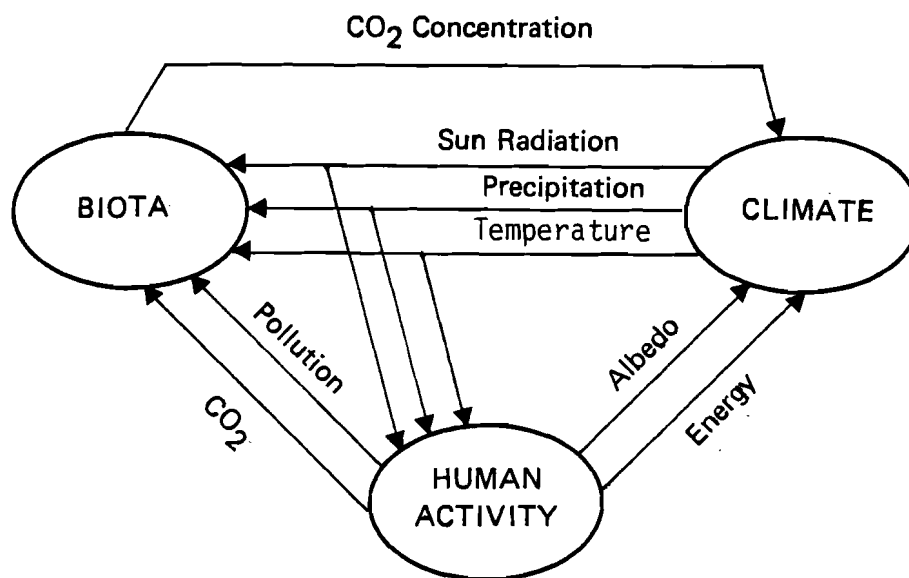 CO2 Concentration
Sun Radiation
Precipitation
Temperature
BIOTA
CLIMATE
Pollution
CO2
Albedo
Energy
HUMAN
ACTIVITY